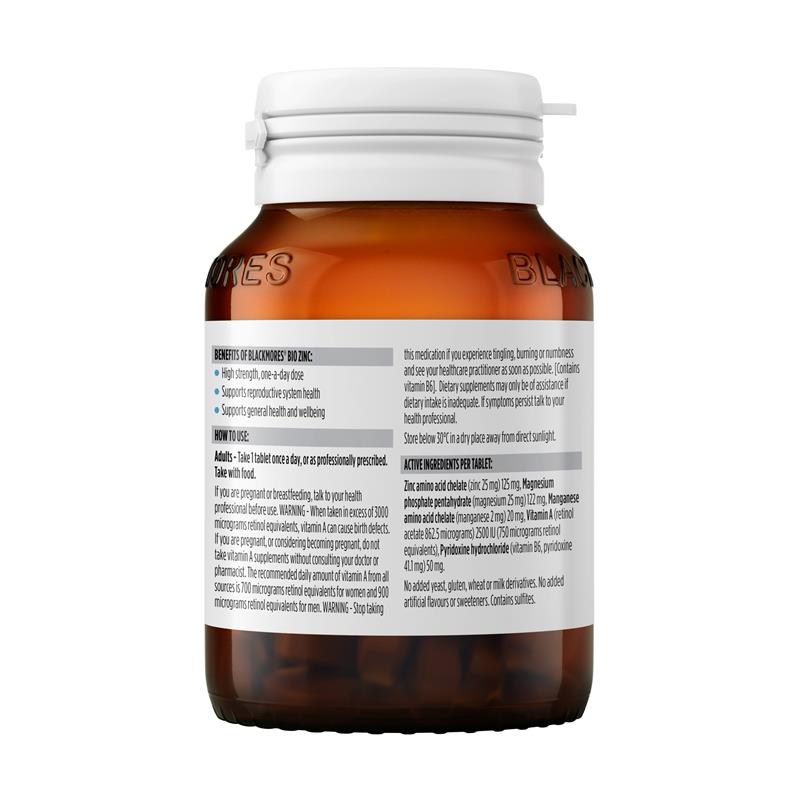 ORES
BLAC
BENEFITS OF BLACKMORES® BIO ZINC:
• High strength, one-a-day dose
• Supports reproductive system health
• Supports general health and wellbeing
HOW TO USE:
Adults - Take 1 tablet once a day, or as professionally prescribed.
Take with food.
If you are pregnant or breastfeeding, talk to your health
professional before use. WARNING - When taken in excess of 3000
micrograms retinol equivalents, vitamin A can cause birth defects.
If you are pregnant, or considering becoming pregnant, do not
take vitamin A supplements without consulting your doctor or
pharmacist. The recommended daily amount of vitamin A from all
sources is 700 micrograms retinol equivalents for women and 900
micrograms retinol equivalents for men. WARNING - Stop taking
this medication if you experience tingling, burning or numbness
and see your healthcare practitioner as soon as possible. [Contains
vitamin B6]. Dietary supplements may only be of assistance if
dietary intake is inadequate. If symptoms persist talk to your
health professional.
Store below 30°C in a dry place away from direct sunlight.
ACTIVE INGREDIENTS PER TABLET:
Zinc amino acid chelate (zinc 25 mg) 125 mg, Magnesium
phosphate pentahydrate (magnesium 25 mg) 122 mg, Manganese
amino acid chelate (manganese 2 mg) 20 mg, Vitamin A (retinol
acetate 862.5 micrograms) 2500 IU (750 micrograms retinol
equivalents), Pyridoxine hydrochloride (vitamin B6, pyridoxine
41.1 mg) 50 mg.
No added yeast, gluten, wheat or milk derivatives. No added
artificial flavours or sweeteners. Contains sulfites.